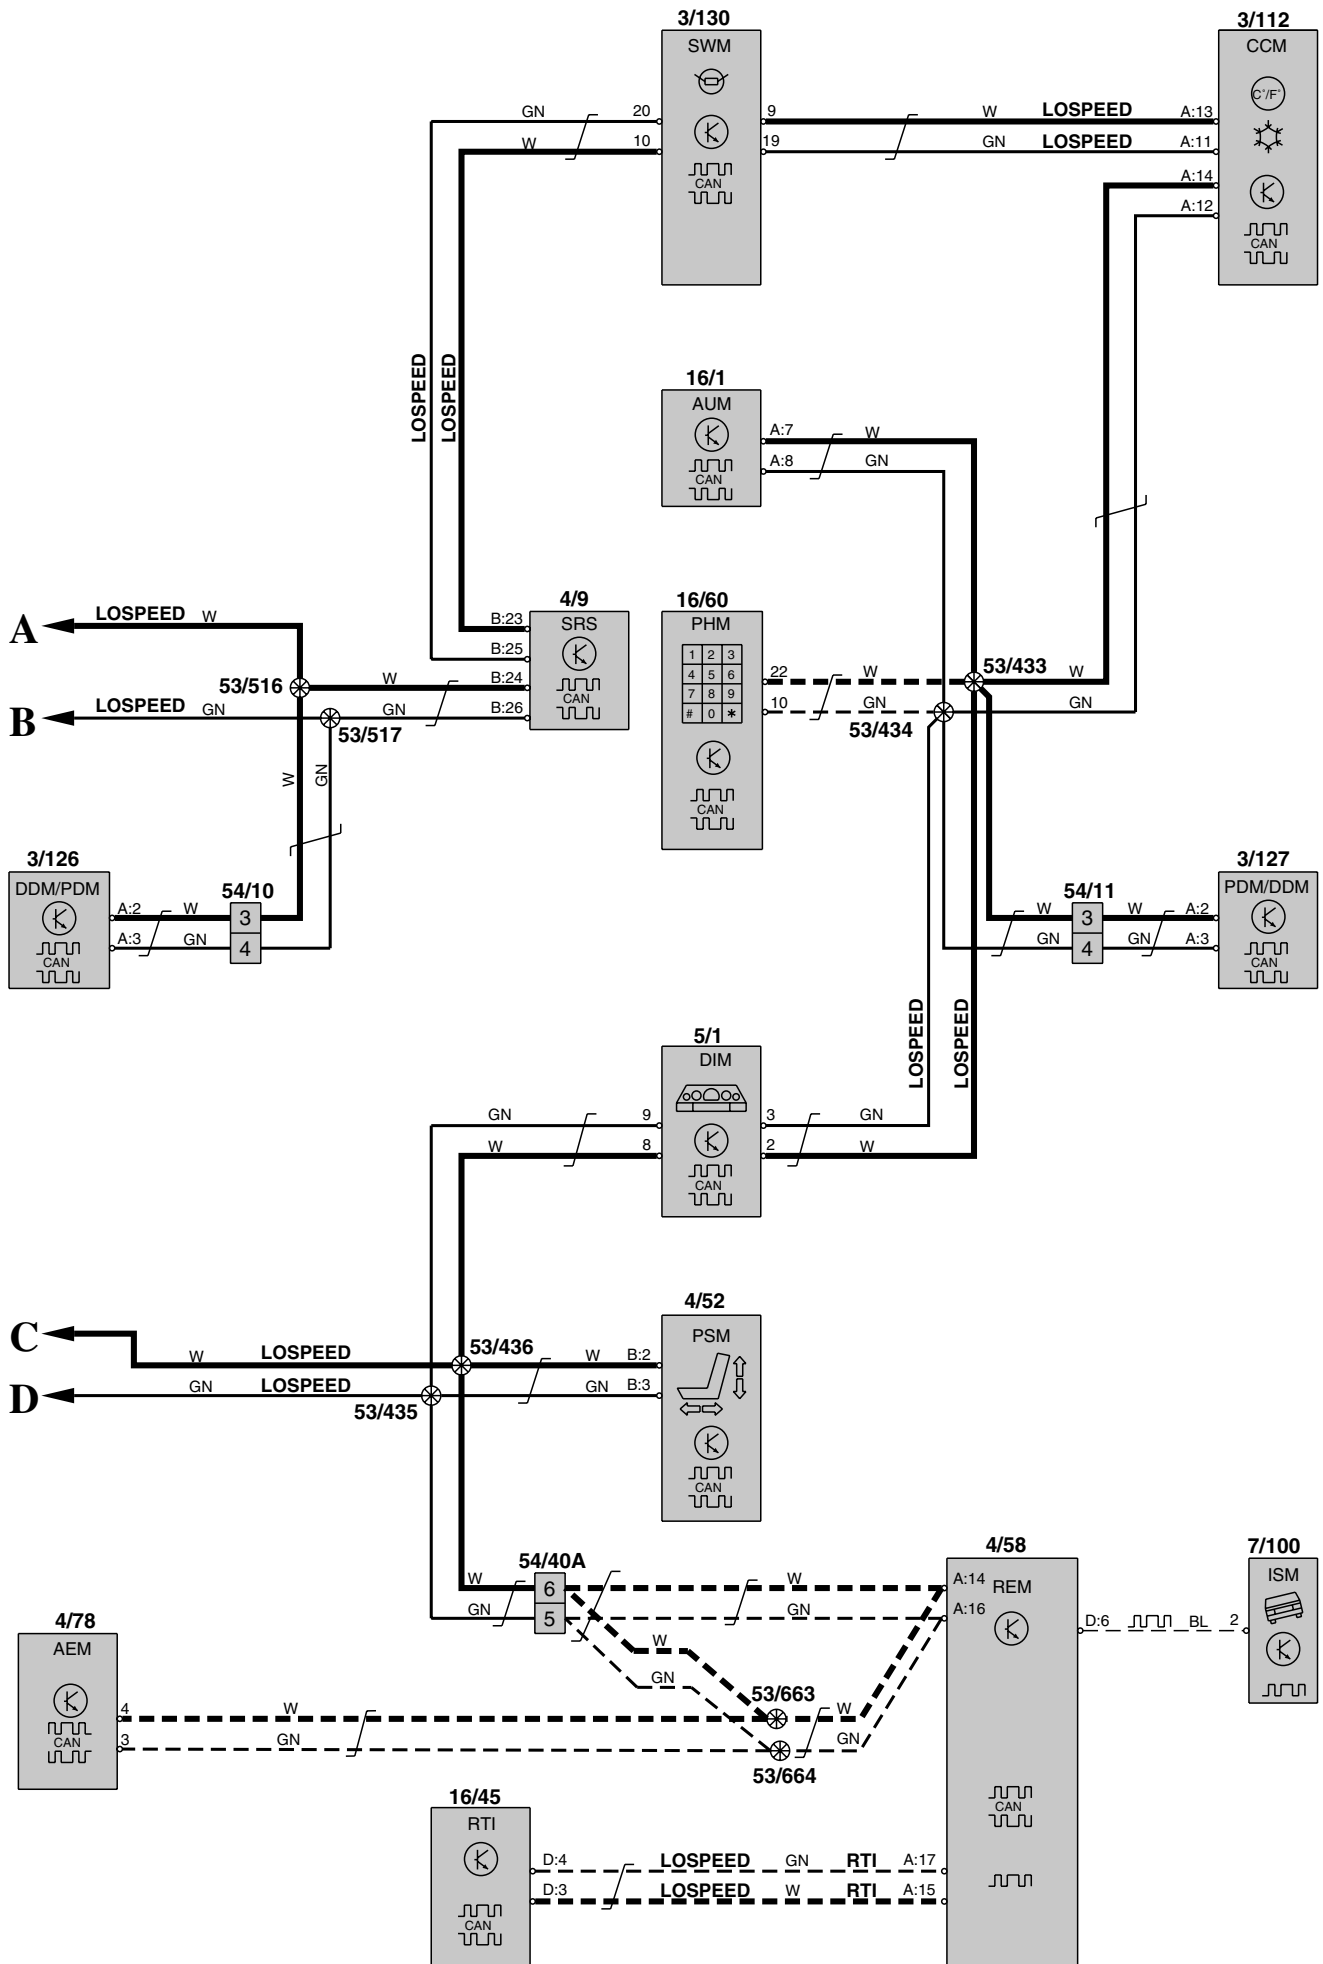 3/130
SWM
CAN
3/112
CCM
C°/F°
CAN
GN 20
W 10
9 W LOSPEED A:13
19 GN LOSPEED A:11
A:14
A:12
LOSPEED
LOSPEED
16/1
AUM
CAN
A:7 W
A:8 GN
A LOSPEED W
B LOSPEED GN
53/516
W
GN
53/517
W
GN
4/9
SRS
CAN
B:23
B:25
B:24
B:26
16/60
PHM
1 2 3
4 5 6
7 8 9
# 0 *
CAN
22 W
10 GN
53/433
W
53/434
GN
3/126
DDM/PDM
CAN
A:2 W
A:3 GN
54/10
3
4
54/11
3
4
W
GN
W A:2
GN A:3
3/127
PDM/DDM
CAN
LOSPEED
LOSPEED
5/1
DIM
CAN
GN 9
W 8
3 GN
2 W
C W LOSPEED
D GN LOSPEED
53/436
53/435
W B:2
GN B:3
4/52
PSM
CAN
54/40A
W 6 W A:14
GN 5 GN A:16
W
GN
4/58
REM
CAN
D:6 BL 2
7/100
ISM
4/78
AEM
CAN
4 W
3 GN
53/663
W
GN
53/664
16/45
RTI
CAN
D:4 LOSPEED GN RTI A:17
D:3 LOSPEED W RTI A:15